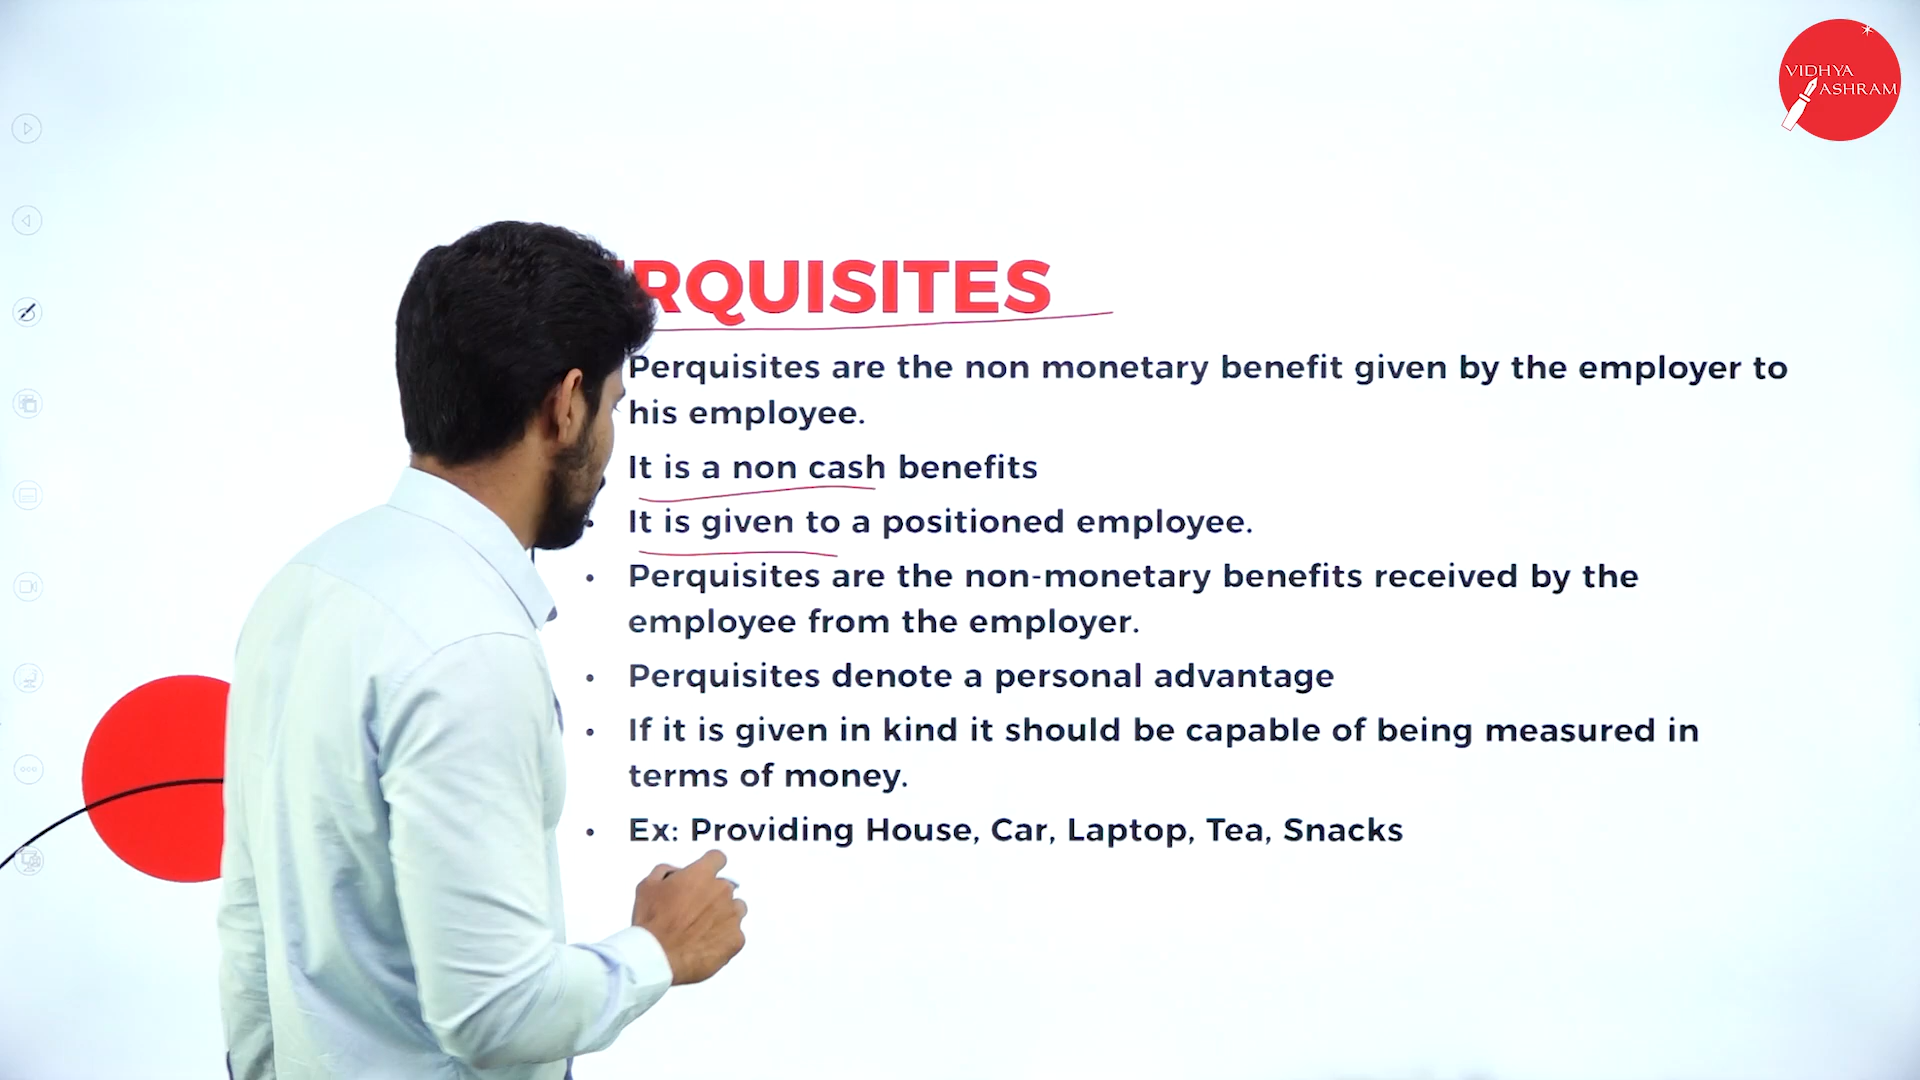 VIDHYA
ASHRAM
RQUISITES
Perquisites are the non monetary benefit given by the employer to
his employee.
It is a non cash benefits
• It is given to a positioned employee.
• Perquisites are the non-monetary benefits received by the
employee from the employer.
• Perquisites denote a personal advantage
• If it is given in kind it should be capable of being measured in
terms of money.
• Ex: Providing House, Car, Laptop, Tea, Snacks